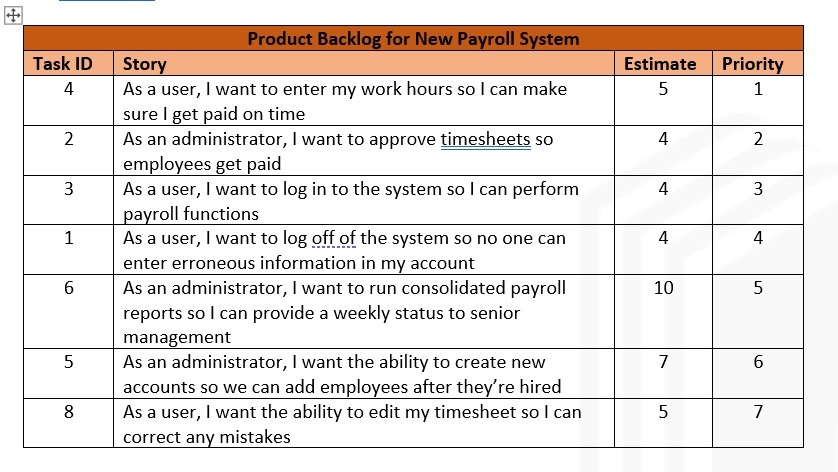 Product Backlog for New Payroll System
Task ID Story Estimate Priority
4 As a user, I want to enter my work hours so I can make 5 1
sure I get paid on time
2 As an administrator, I want to approve timesheets so 4 2
employees get paid
3 As a user, I want to log in to the system so I can perform 4 3
payroll functions
1 As a user, I want to log off of the system so no one can 4 4
enter erroneous information in my account
6 As an administrator, I want to run consolidated payroll 10 5
reports so I can provide a weekly status to senior
management
5 As an administrator, I want the ability to create new 7 6
accounts so we can add employees after they’re hired
8 As a user, I want the ability to edit my timesheet so I can 5 7
correct any mistakes